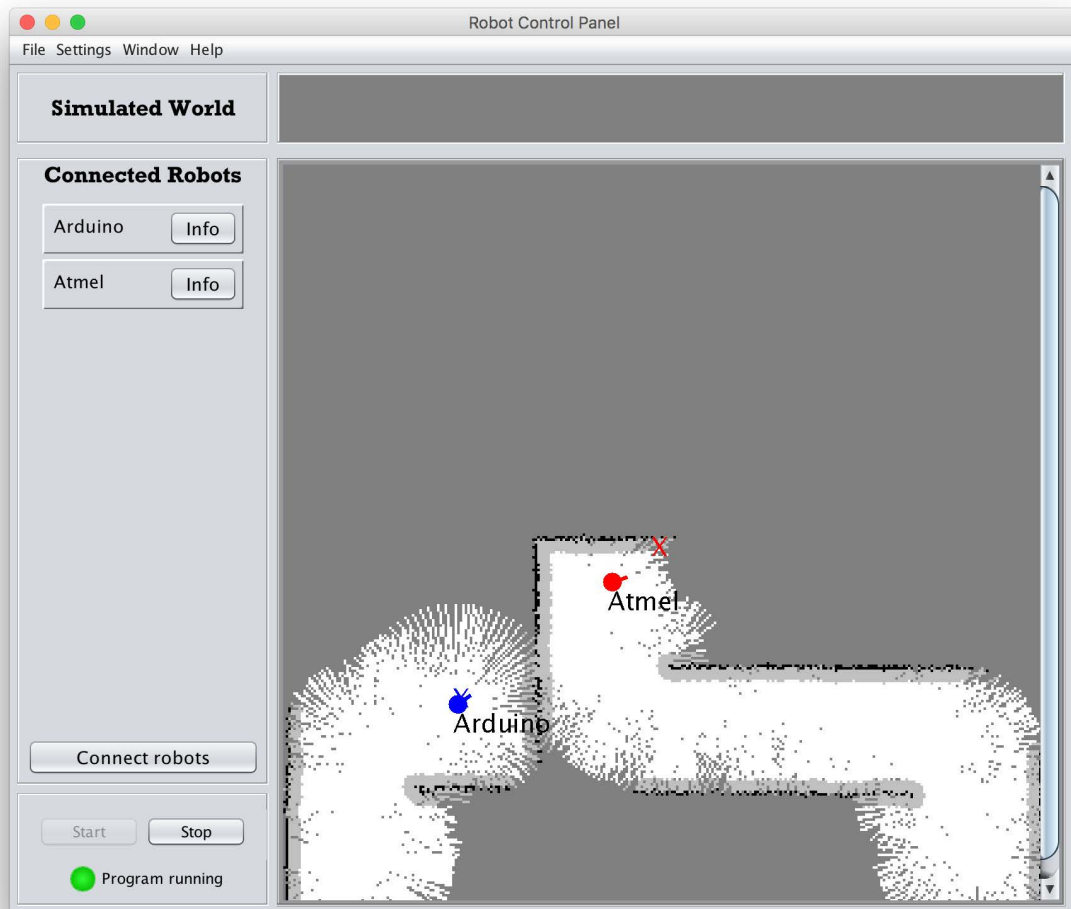 Robot Control Panel
File Settings Window Help
Simulated World
Connected Robots
Arduino Info
Atmel Info
X
Atmel
X
Arduino
Connect robots
Start Stop
Program running